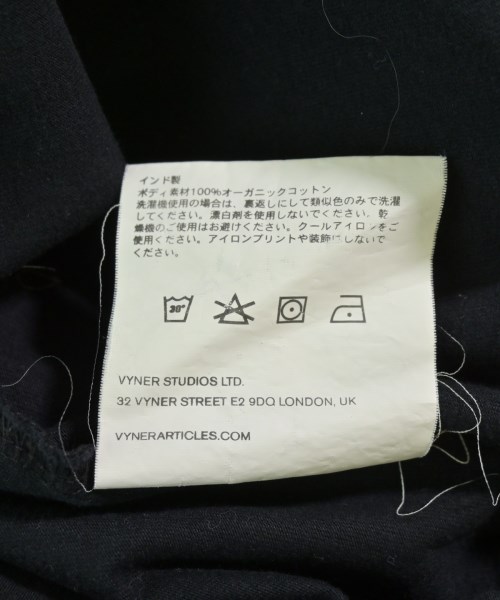 インド製
ボディ素材100%オーガニックコットン
洗濯機使用の場合は、裏返しにして類似色のみで洗濯
してください。漂白剤を使用しないでください。乾
燥機のご使用はお避けください。クールアイロンをご
使用ください。アイロンプリントや装飾にしないで
ください。
30°
VYNER STUDIOS LTD.
32 VYNER STREET E2 9DQ LONDON, UK
VYNERARTICLES.COM